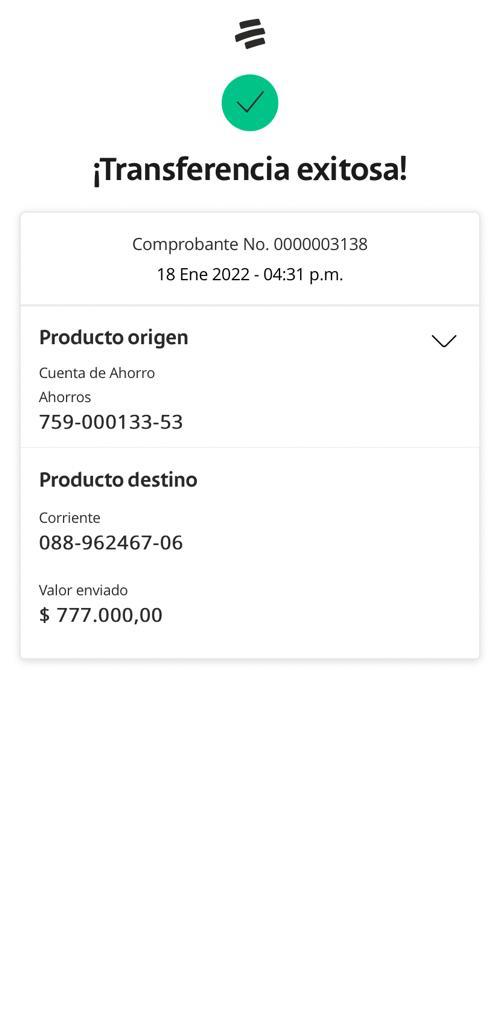 ¡Transferencia exitosa!
Comprobante No. 0000003138
18 Ene 2022 - 04:31 p.m.
Producto origen
Cuenta de Ahorro
Ahorros
759-000133-53
Producto destino
Corriente
088-962467-06
Valor enviado
$ 777.000,00